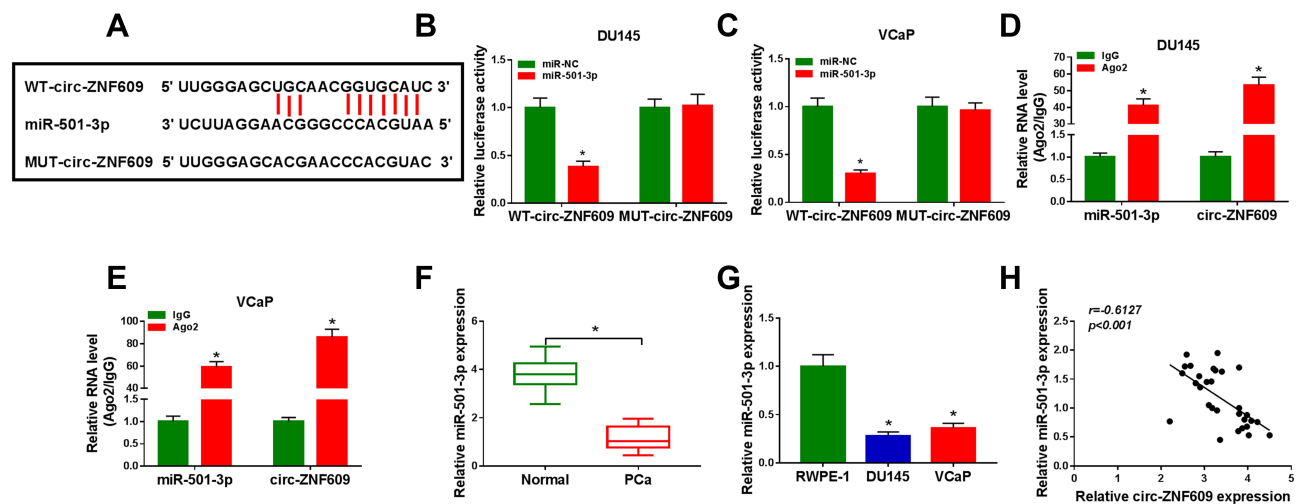 A
WT-circ-ZNF609 5' UUGGGAGCUGCAACGGUGCAUC 3'
miR-501-3p 3' UCUUAGGAACGGGCCCACGUAA 5'
MUT-circ-ZNF609 5' UUGGGAGCACGAACCCACGUAC 3'
B
DU145
miR-NC
miR-501-3p
Relative luciferase activity
1.5
1.0
0.5
0.0
*
WT-circ-ZNF609 MUT-circ-ZNF609
C
VCaP
miR-NC
miR-501-3p
Relative luciferase activity
1.5
1.0
0.5
0.0
*
WT-circ-ZNF609 MUT-circ-ZNF609
D
DU145
IgG
Ago2
Relative RNA level
(Ago2/IgG)
70
60
50
40
30
20
1.5
1.0
0.5
0.0
*
*
miR-501-3p circ-ZNF609
E
VCaP
IgG
Ago2
Relative RNA level
(Ago2/IgG)
100
80
60
40
1.5
1.0
0.5
0.0
*
*
miR-501-3p circ-ZNF609
F
Relative miR-501-3p expression
6
4
2
0
*
Normal PCa
G
Relative miR-501-3p expression
1.5
1.0
0.5
0.0
*
*
RWPE-1 DU145 VCaP
H
Relative miR-501-3p expression
r=-0.6127
p<0.001
2.5
2.0
1.5
1.0
0.5
0.0
0 1 2 3 4 5
Relative circ-ZNF609 expression